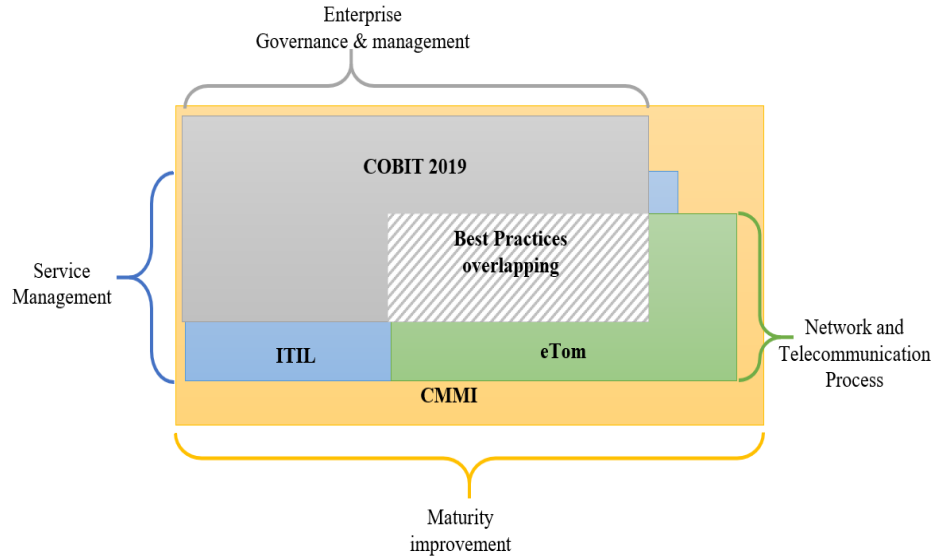 Enterprise
Governance & management
COBIT 2019
Best Practices
overlapping
Service
Management
ITIL
eTom
Network and
Telecommunication
Process
CMMI
Maturity
improvement